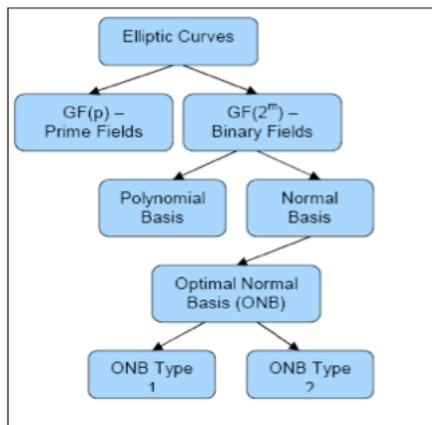 Elliptic Curves
GF(p) –
Prime Fields
GF(2^m) –
Binary Fields
Polynomial
Basis
Normal
Basis
Optimal Normal
Basis (ONB)
ONB Type
1
ONB Type
2